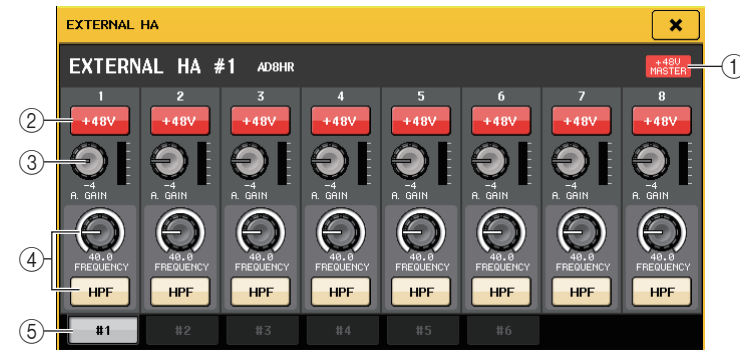 EXTERNAL HA
EXTERNAL HA #1 AD8HR
+48V MASTER
1
1 2 3 4 5 6 7 8
2
+48V +48V +48V +48V +48V +48V +48V +48V
3
-4 -4 -4 -4 -4 -4 -4 -4
A. GAIN A. GAIN A. GAIN A. GAIN A. GAIN A. GAIN A. GAIN A. GAIN
4
40.0 40.0 40.0 40.0 40.0 40.0 40.0 40.0
FREQUENCY FREQUENCY FREQUENCY FREQUENCY FREQUENCY FREQUENCY FREQUENCY FREQUENCY
HPF HPF HPF HPF HPF HPF HPF HPF
5
#1 #2 #3 #4 #5 #6